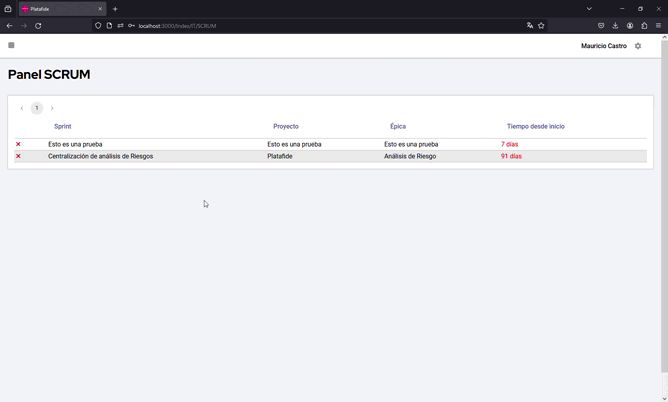 Platafide
localhost:3000/Index/IT/SCRUM
Mauricio Castro
Panel SCRUM
1
Sprint Proyecto Épica Tiempo desde inicio
Esto es una prueba Esto es una prueba Esto es una prueba 7 días
Centralización de análisis de Riesgos Platafide Análisis de Riesgo 91 días